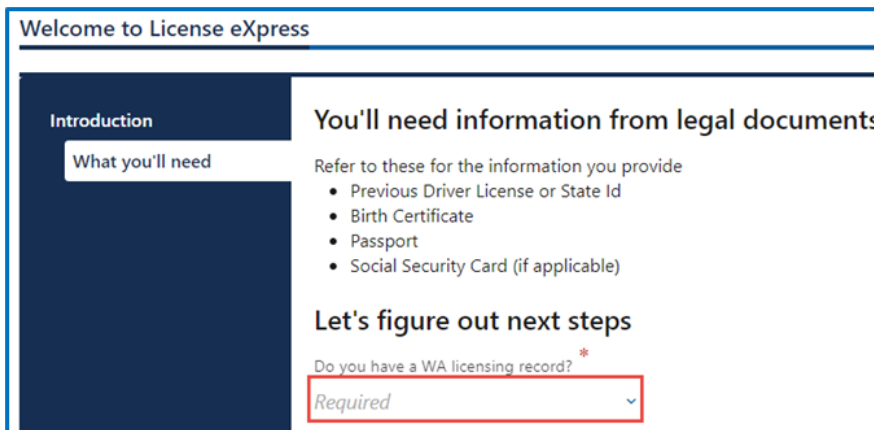 Welcome to License eXpress
Introduction
What you'll need
You'll need information from legal documents
Refer to these for the information you provide
• Previous Driver License or State Id
• Birth Certificate
• Passport
• Social Security Card (if applicable)
Let's figure out next steps
Do you have a WA licensing record? *
Required